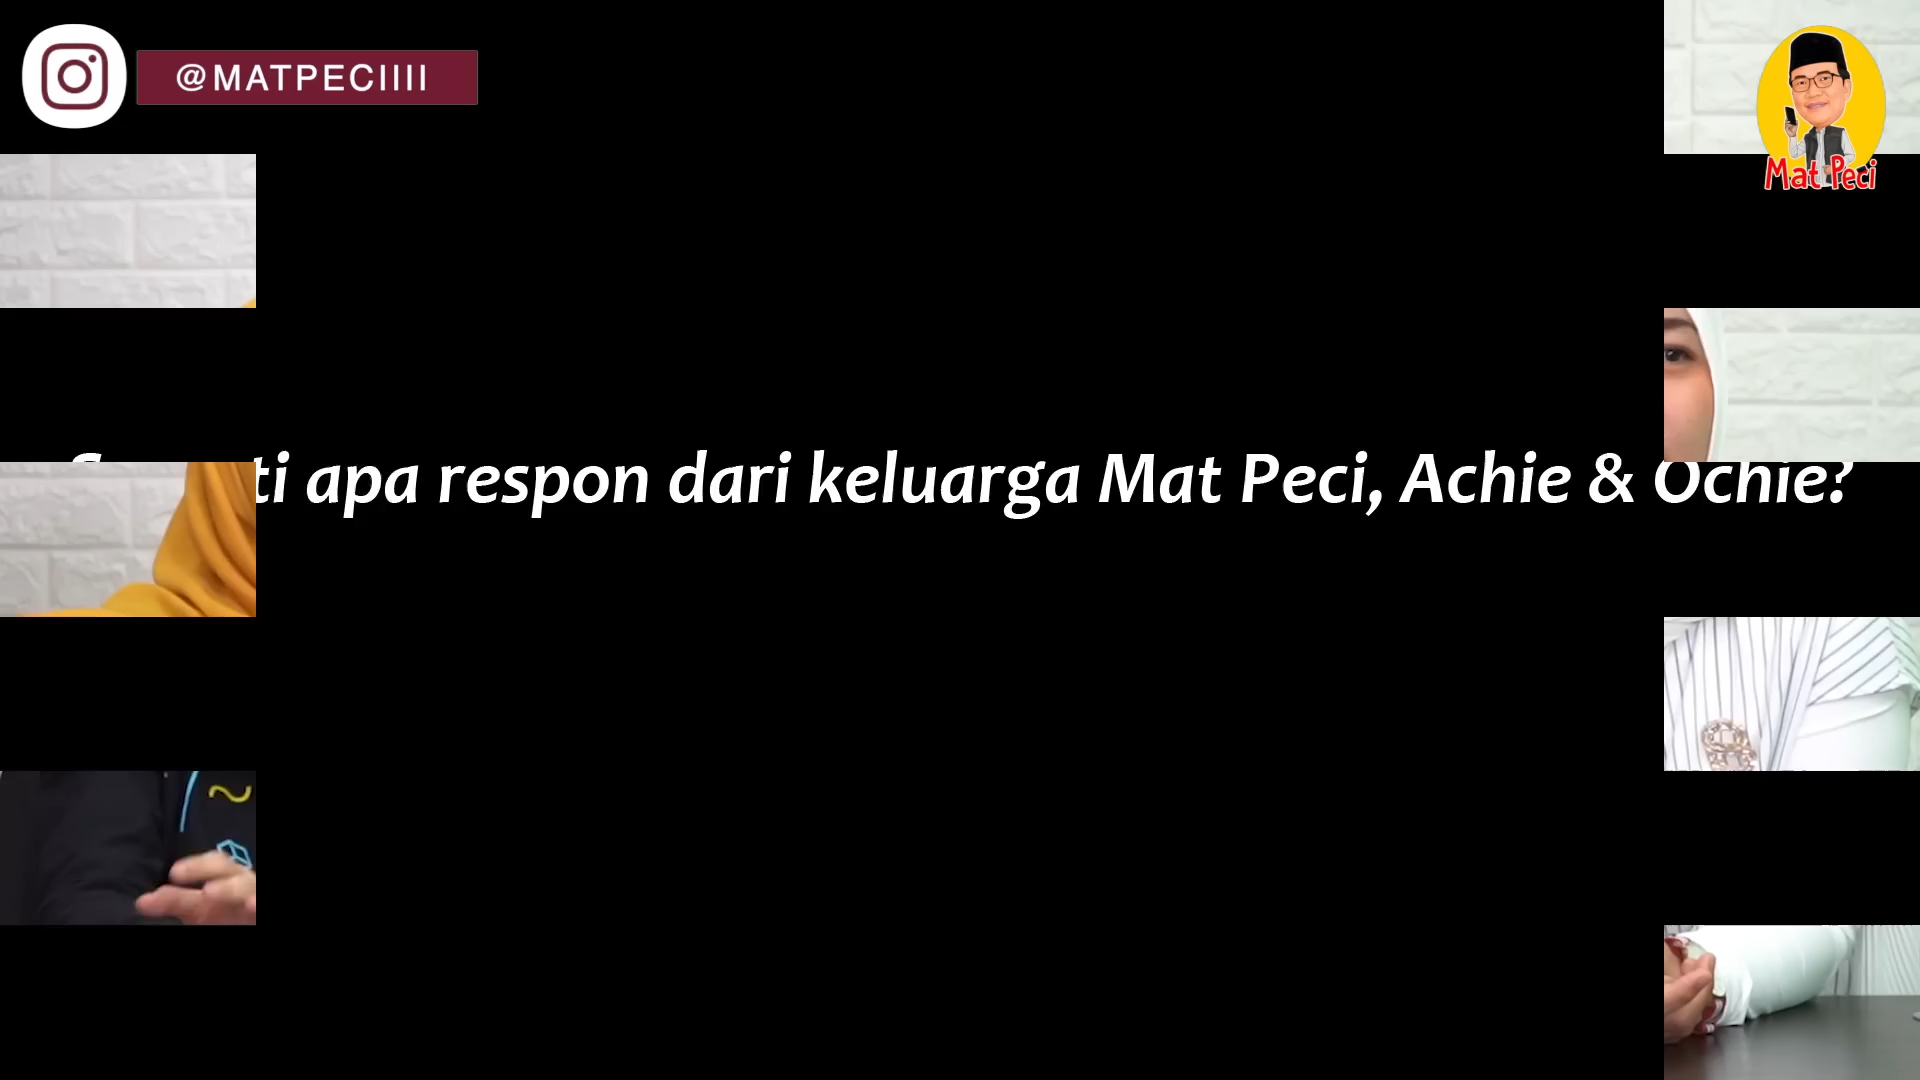 @MATPECIIII
Mat Peci
ti apa respon dari keluarga Mat Peci, Achie & Ochie?